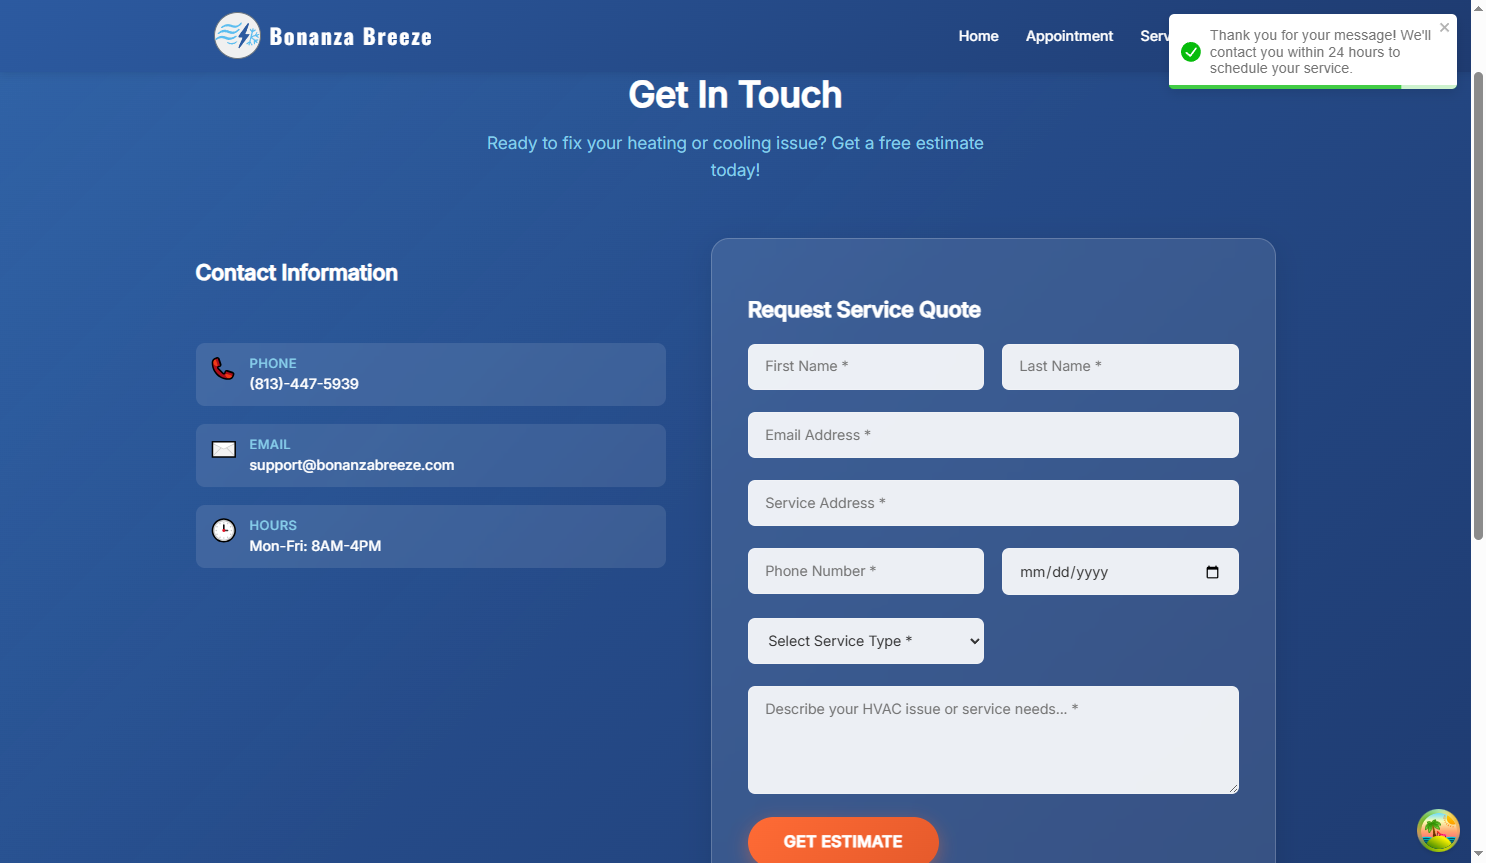 Bonanza Breeze
Home
Appointment
Serv
Thank you for your message! We'll
contact you within 24 hours to
schedule your service.
Get In Touch
Ready to fix your heating or cooling issue? Get a free estimate
today!
Contact Information
PHONE
(813)-447-5939
EMAIL
support@bonanzabreeze.com
HOURS
Mon-Fri: 8AM-4PM
Request Service Quote
First Name *
Last Name *
Email Address *
Service Address *
Phone Number *
mm/dd/yyyy
Select Service Type *
Describe your HVAC issue or service needs... *
GET ESTIMATE